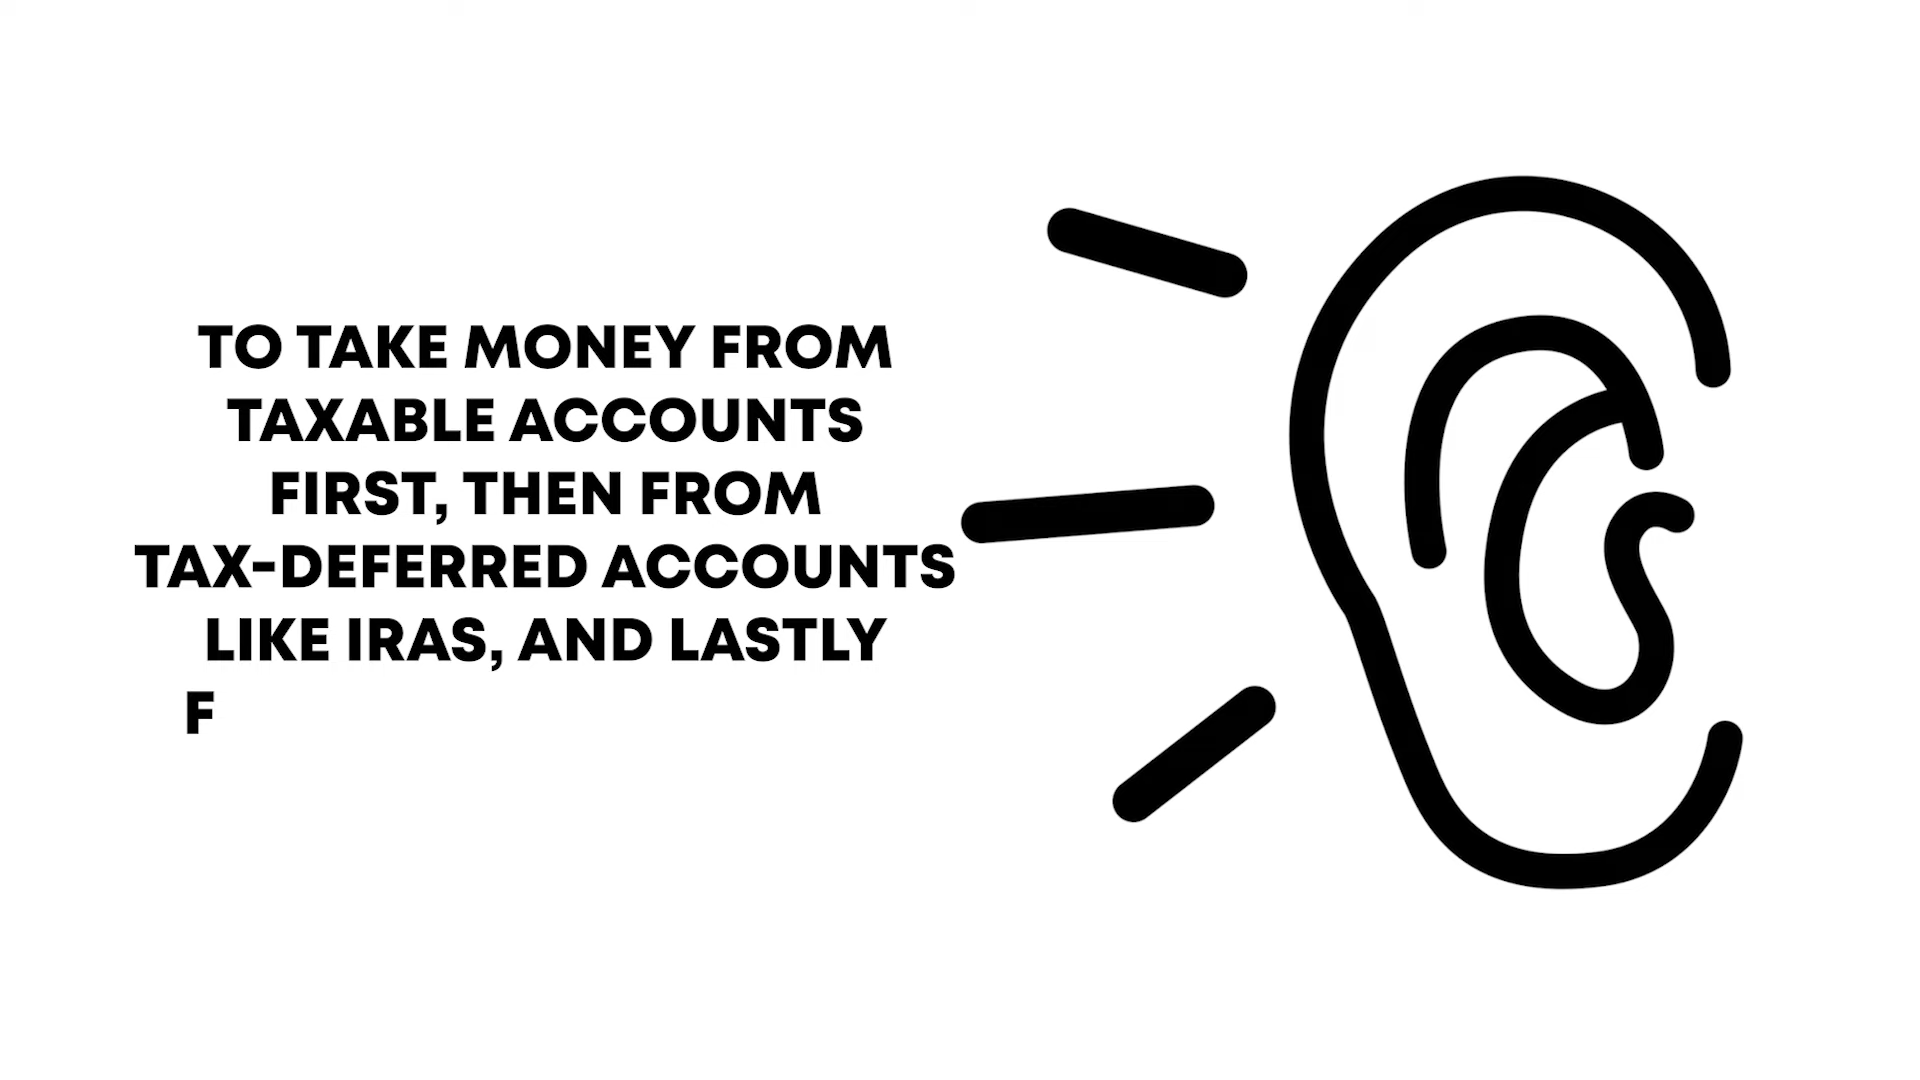 TO TAKE MONEY FROM
TAXABLE ACCOUNTS
FIRST, THEN FROM
TAX-DEFERRED ACCOUNTS
LIKE IRAS, AND LASTLY
F